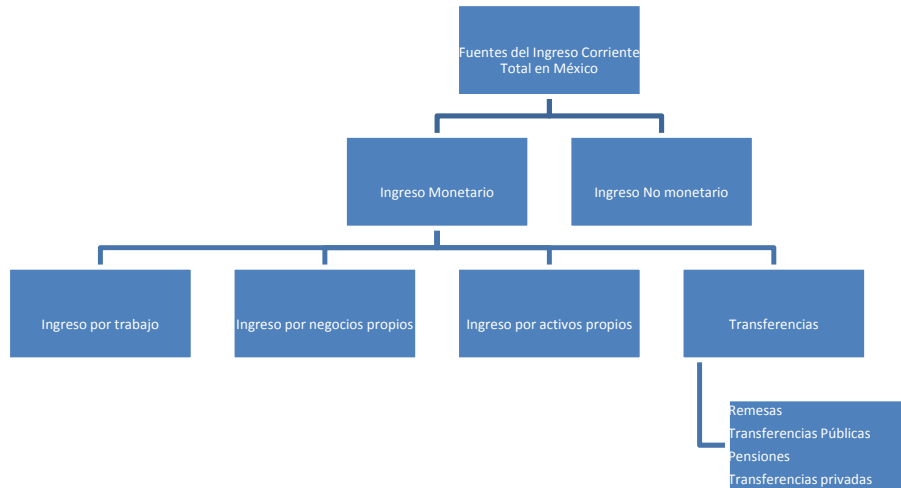 Fuentes del Ingreso Corriente
Total en México
Ingreso Monetario
Ingreso No monetario
Ingreso por trabajo
Ingreso por negocios propios
Ingreso por activos propios
Transferencias
Remesas
Transferencias Públicas
Pensiones
Transferencias privadas